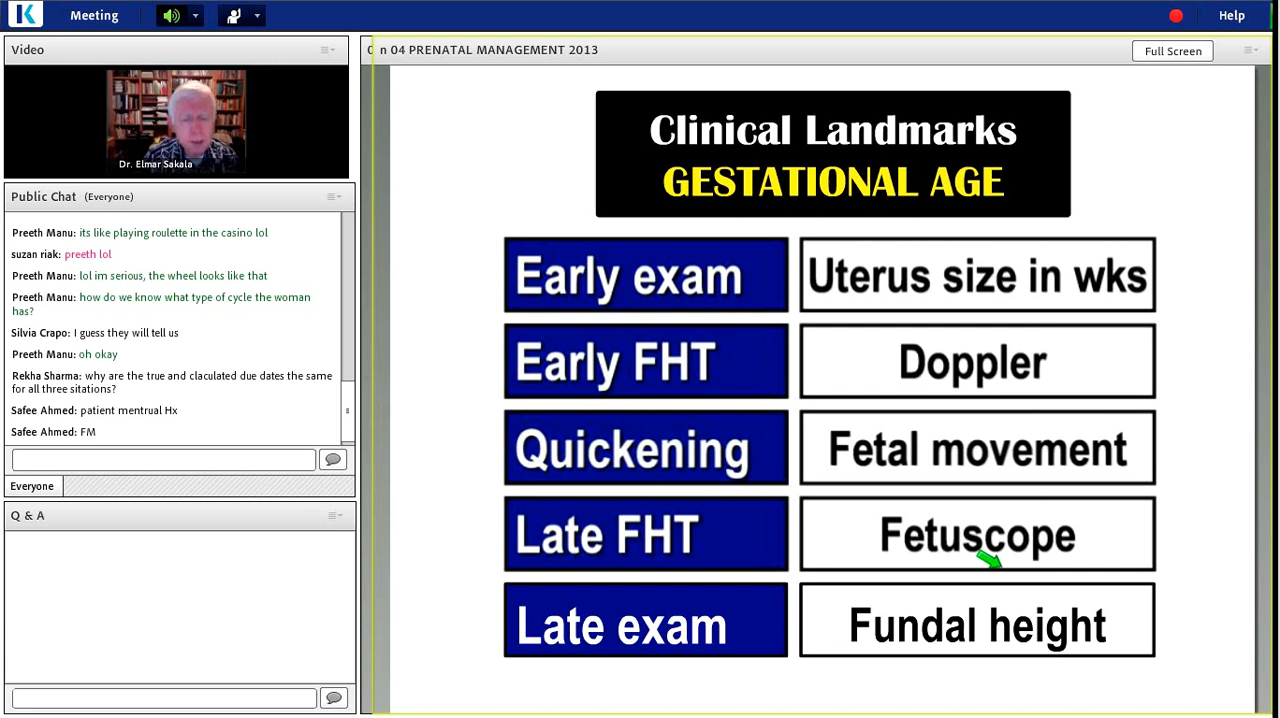 Meeting
Help
Video
Dr. Elmar Sakala
Public Chat (Everyone)
Preeth Manu: its like playing roulette in the casino lol
suzan riak: preeth lol
Preeth Manu: lol im serious, the wheel looks like that
Preeth Manu: how do we know what type of cycle the woman
has?
Silvia Crapo: I guess they will tell us
Preeth Manu: oh okay
Rekha Sharma: why are the true and claculated due dates the same
for all three sitations?
Safee Ahmed: patient mentrual Hx
Safee Ahmed: FM
Everyone
Q & A
n 04 PRENATAL MANAGEMENT 2013
Full Screen
Clinical Landmarks
GESTATIONAL AGE
Early exam Uterus size in wks
Early FHT Doppler
Quickening Fetal movement
Late FHT Fetuscope
Late exam Fundal height